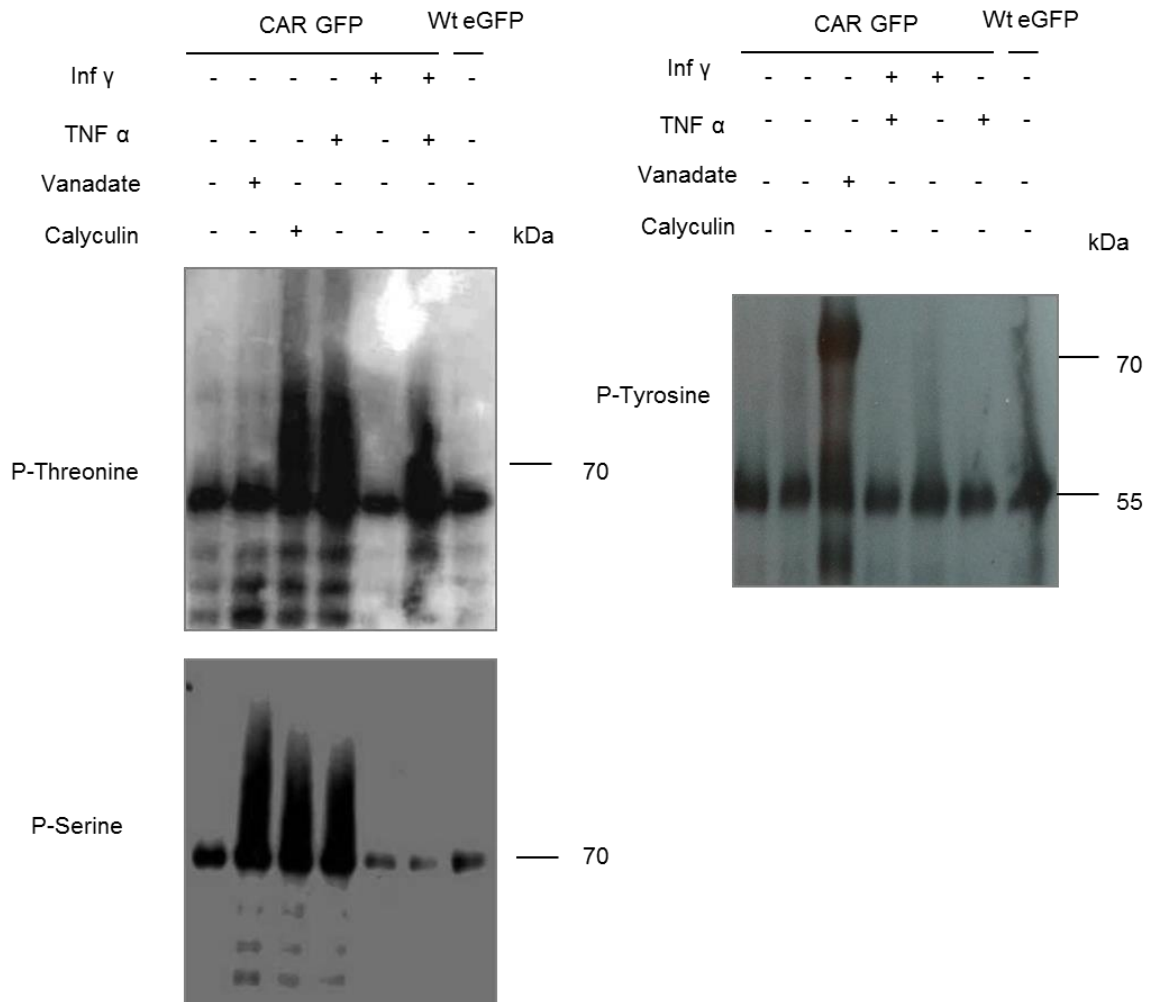 CAR GFP Wt eGFP
Inf γ - - - - + + -
TNF α - - - + - + -
Vanadate - + - - - - -
Calyculin - - + - - - - kDa
P-Threonine
70
P-Serine
70
CAR GFP Wt eGFP
Inf γ - - - + + - -
TNF α - - - + - + -
Vanadate - - + - - - -
Calyculin - - - - - - -
kDa
P-Tyrosine
70
55